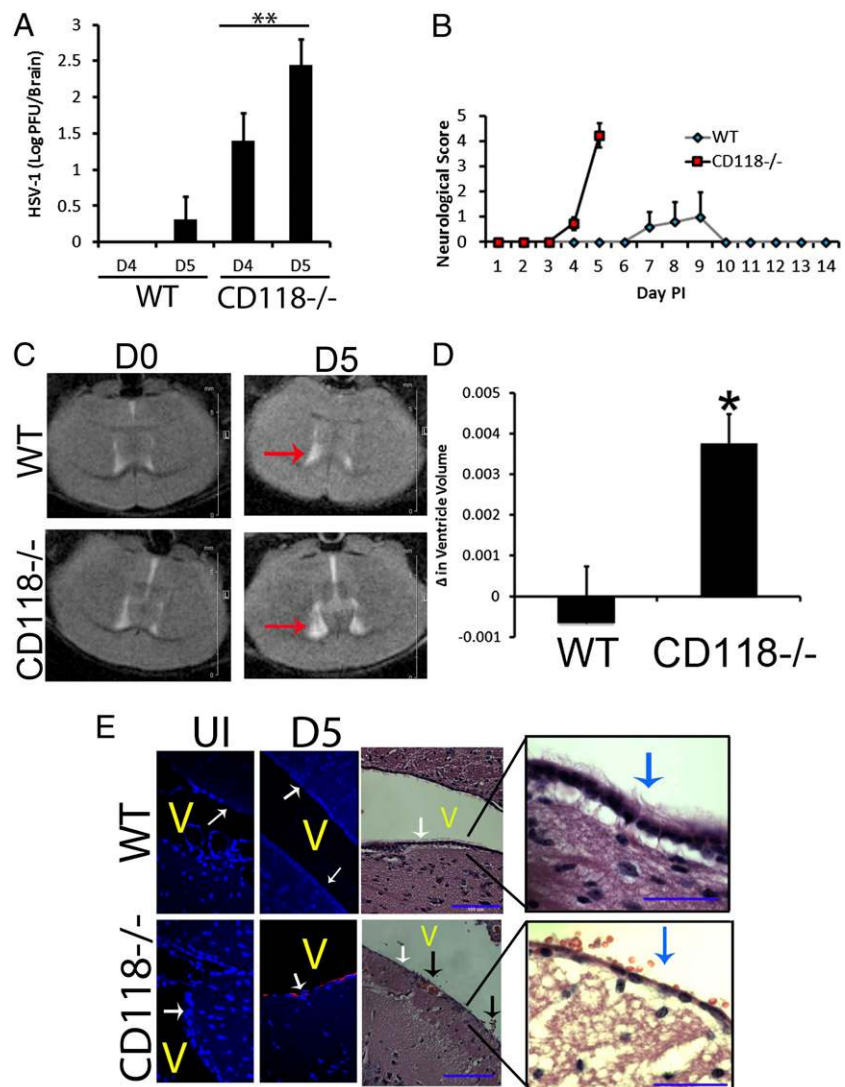 A
HSV-1 (Log PFU/Brain)
3
2.5
2
1.5
1
0.5
0
**
D4 D5 D4 D5
WT CD118-/-
B
Neurological Score
5
4
3
2
1
0
WT
CD118-/-
1 2 3 4 5 6 7 8 9 10 11 12 13 14
Day PI
C
D0 D5
WT
CD118-/-
D
Δ in Ventricle Volume
0.005
0.004
0.003
0.002
0.001
0
-0.001
*
WT CD118-/-
E
UI D5
WT
V V V
CD118-/-
V V V